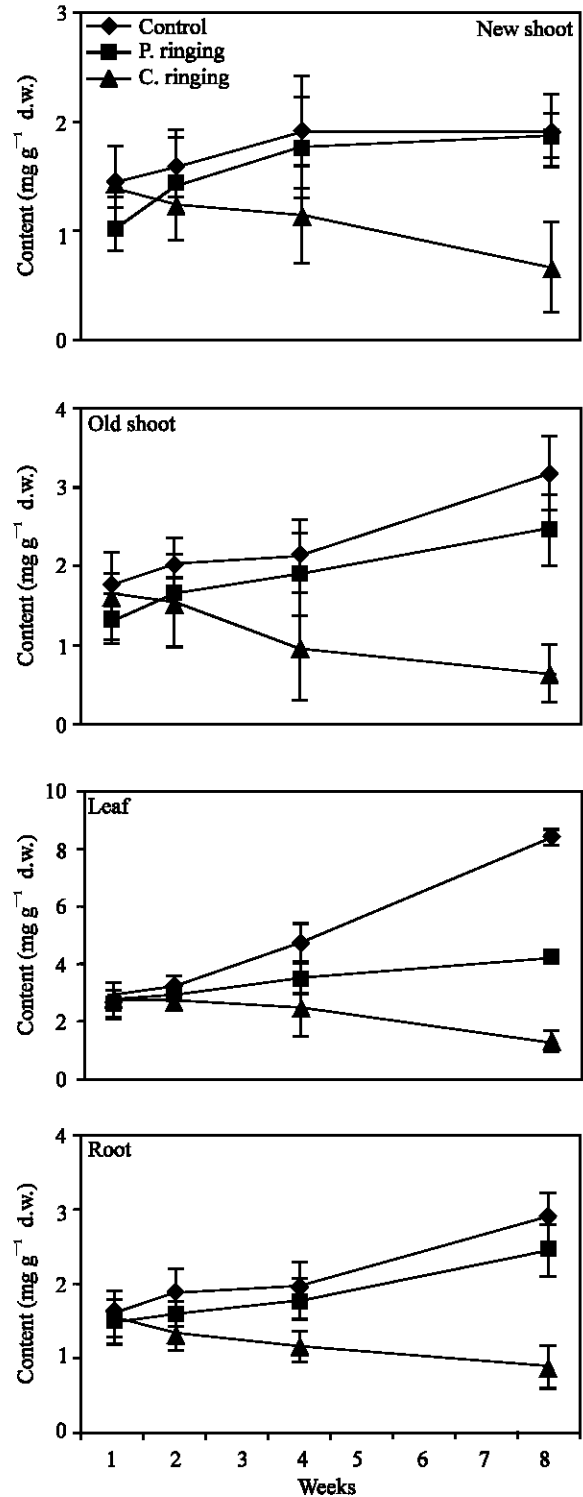 3
Control
P. ringing
C. ringing
New shoot
2
1
0
Content (mg g⁻¹ d.w.)
4
Old shoot
3
2
1
0
Content (mg g⁻¹ d.w.)
10
Leaf
8
6
4
2
0
Content (mg g⁻¹ d.w.)
4
Root
3
2
1
0
Content (mg g⁻¹ d.w.)
1 2 3 4 5 6 7 8
Weeks